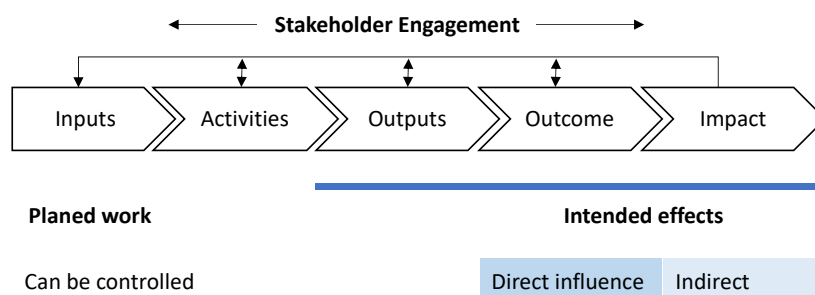 Stakeholder Engagement
Inputs Activities Outputs Outcome Impact
Planed work Intended effects
Can be controlled Direct influence Indirect